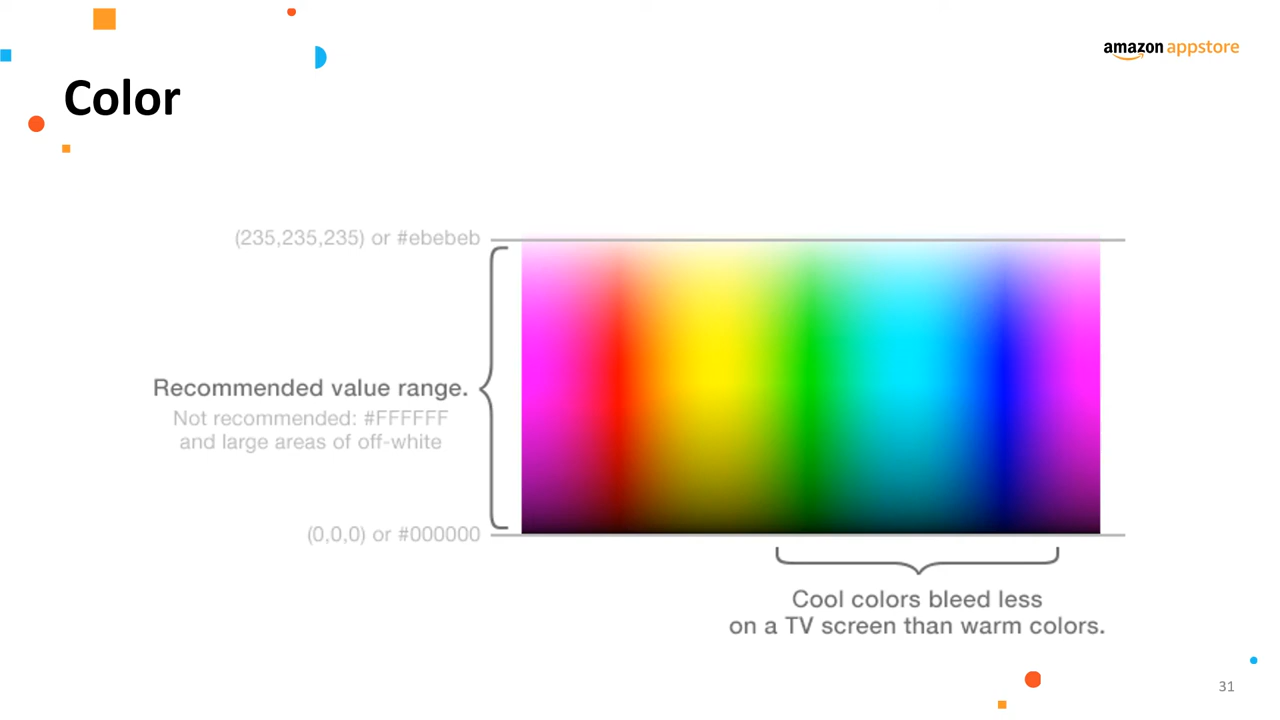 amazon appstore
Color
(235,235,235) or #ebebeb
Recommended value range.
Not recommended: #FFFFFF
and large areas of off-white
(0,0,0) or #000000
Cool colors bleed less
on a TV screen than warm colors.
31